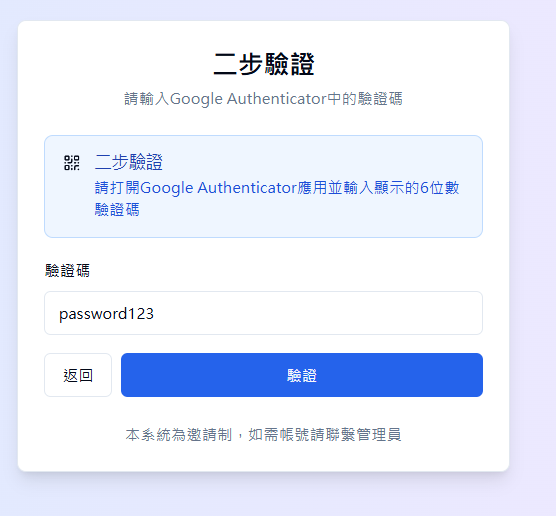 二步驗證
請輸入Google Authenticator中的驗證碼
二步驗證
請打開Google Authenticator應用並輸入顯示的6位數
驗證碼
驗證碼
password123
返回
驗證
本系統為邀請制，如需帳號請聯繫管理員